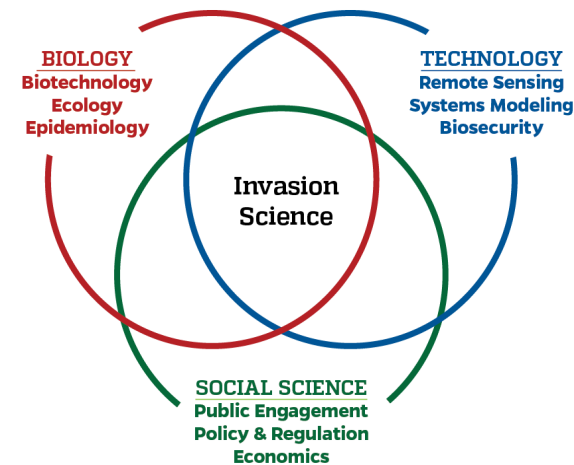 BIOLOGY
Biotechnology
Ecology
Epidemiology
TECHNOLOGY
Remote Sensing
Systems Modeling
Biosecurity
Invasion
Science
SOCIAL SCIENCE
Public Engagement
Policy & Regulation
Economics